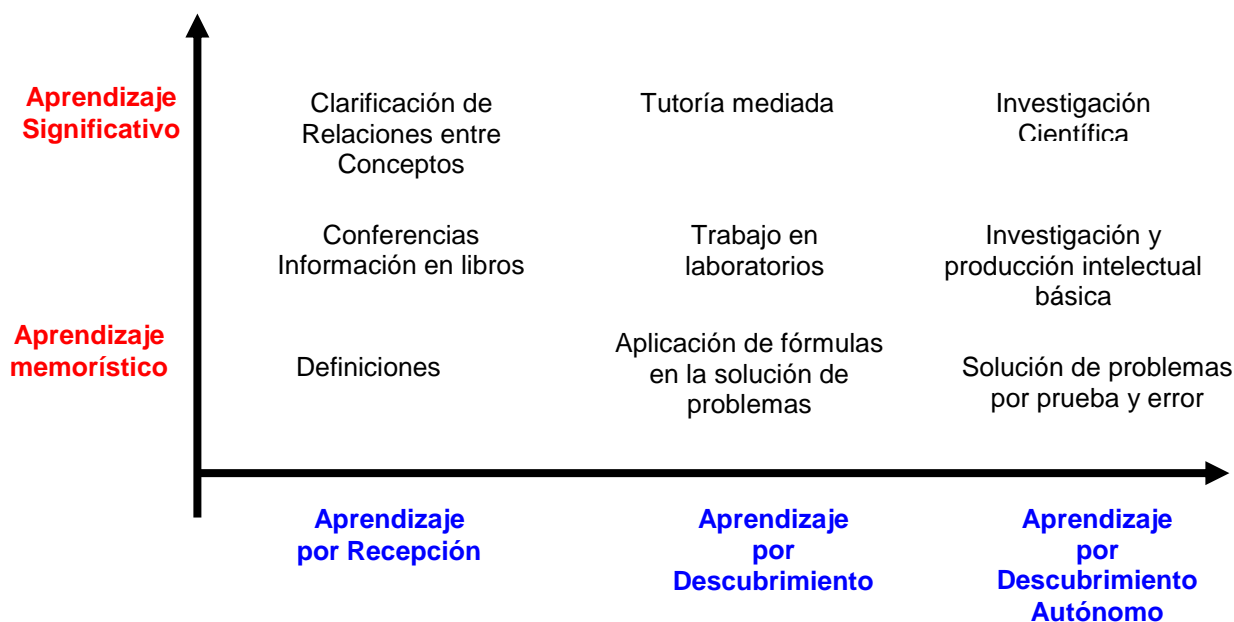 Aprendizaje
Significativo
Clarificación de
Relaciones entre
Conceptos
Tutoría mediada
Investigación
Científica
Conferencias
Información en libros
Trabajo en
laboratorios
Investigación y
producción intelectual
básica
Aprendizaje
memorístico
Definiciones
Aplicación de fórmulas
en la solución de
problemas
Solución de problemas
por prueba y error
Aprendizaje
por Recepción
Aprendizaje
por
Descubrimiento
Aprendizaje
por
Descubrimiento
Autónomo